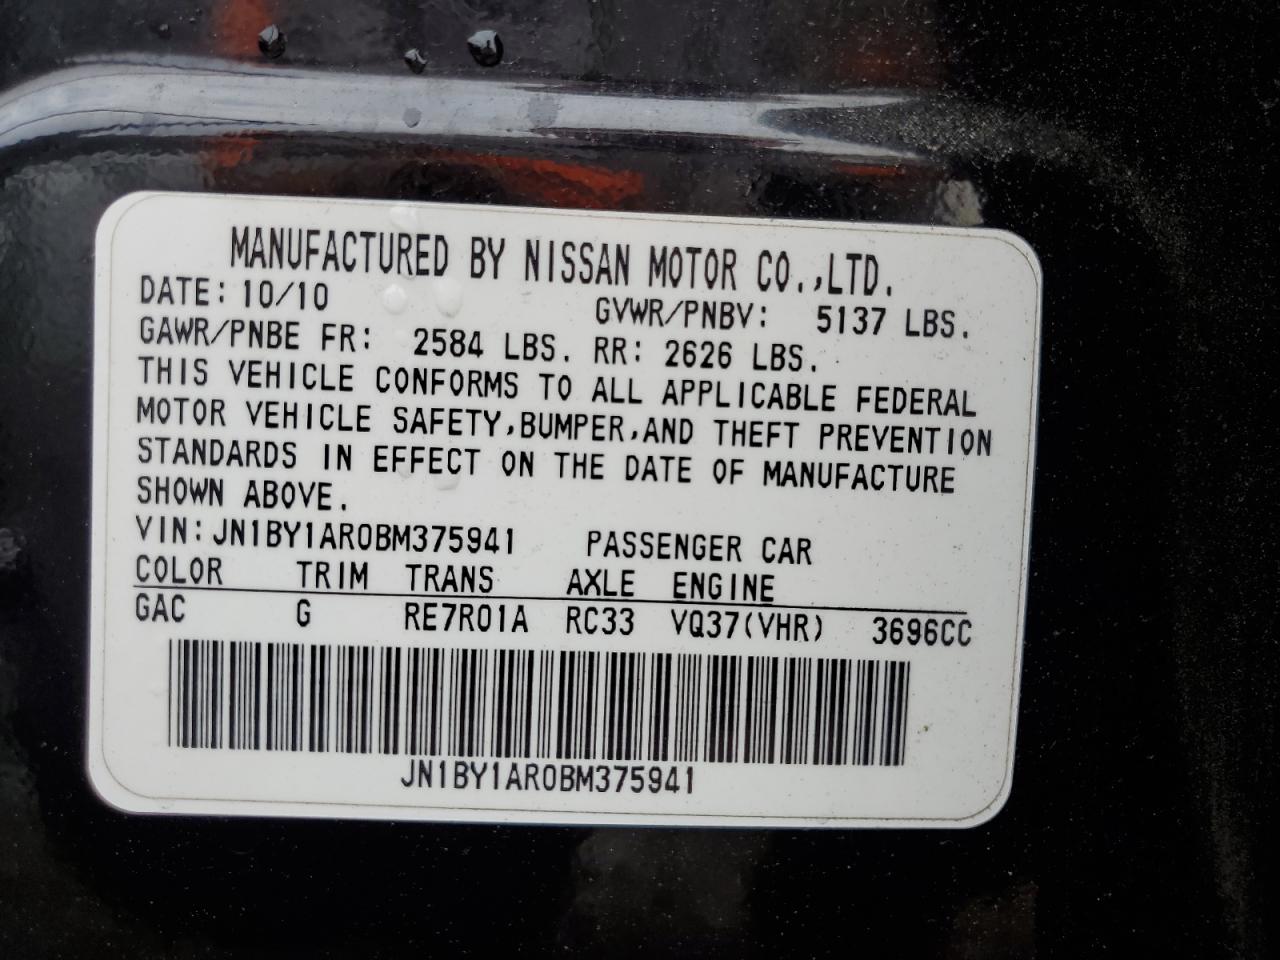 MANUFACTURED BY NISSAN MOTOR CO.,LTD.
DATE: 10/10 GVWR/PNBV: 5137 LBS.
GAWR/PNBE FR: 2584 LBS. RR: 2626 LBS.
THIS VEHICLE CONFORMS TO ALL APPLICABLE FEDERAL
MOTOR VEHICLE SAFETY,BUMPER,AND THEFT PREVENTION
STANDARDS IN EFFECT ON THE DATE OF MANUFACTURE
SHOWN ABOVE.
VIN: JN1BY1AR0BM375941 PASSENGER CAR
COLOR TRIM TRANS AXLE ENGINE
GAC G RE7R01A RC33 VQ37(VHR) 3696CC
JN1BY1AR0BM375941